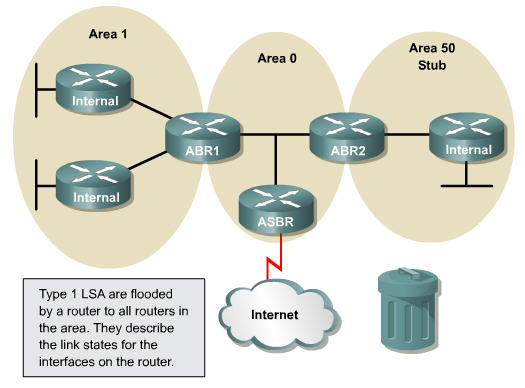 Area 1
Area 0
Area 50
Stub
Internal
ABR1
ABR2
Internal
Internal
ASBR
Internet
Type 1 LSA are flooded
by a router to all routers in
the area. They describe
the link states for the
interfaces on the router.